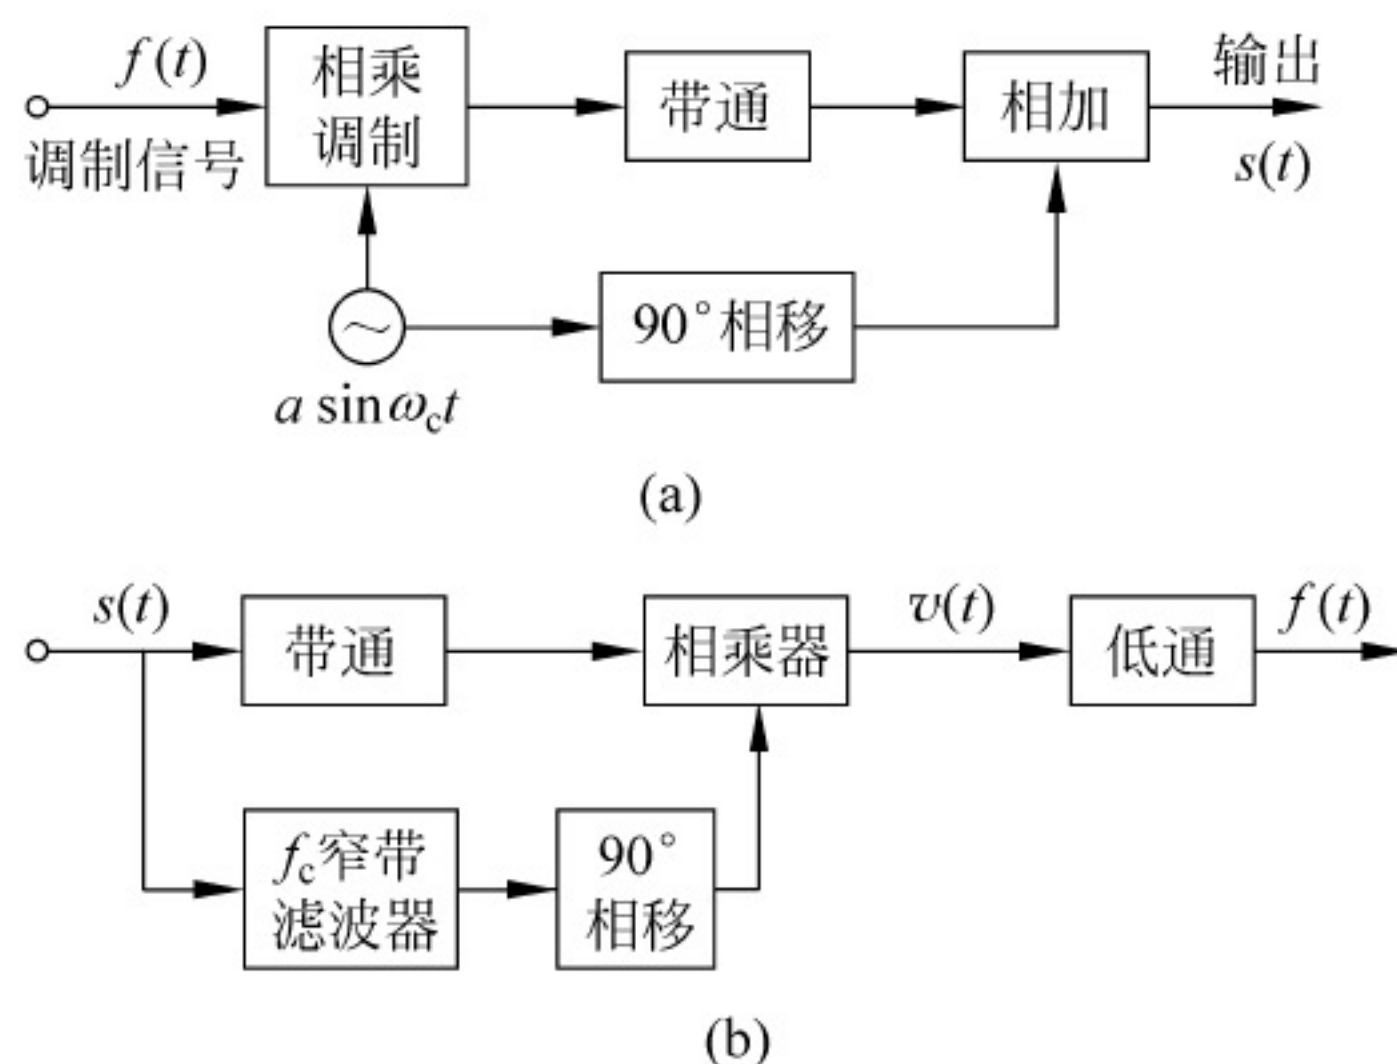 f(t)
调制信号
相乘
调制
带通
相加
输出
s(t)
90°相移
~
a sinω_c t
(a)
s(t)
带通
相乘器
v(t)
低通
f(t)
f_c窄带
滤波器
90°
相移
(b)